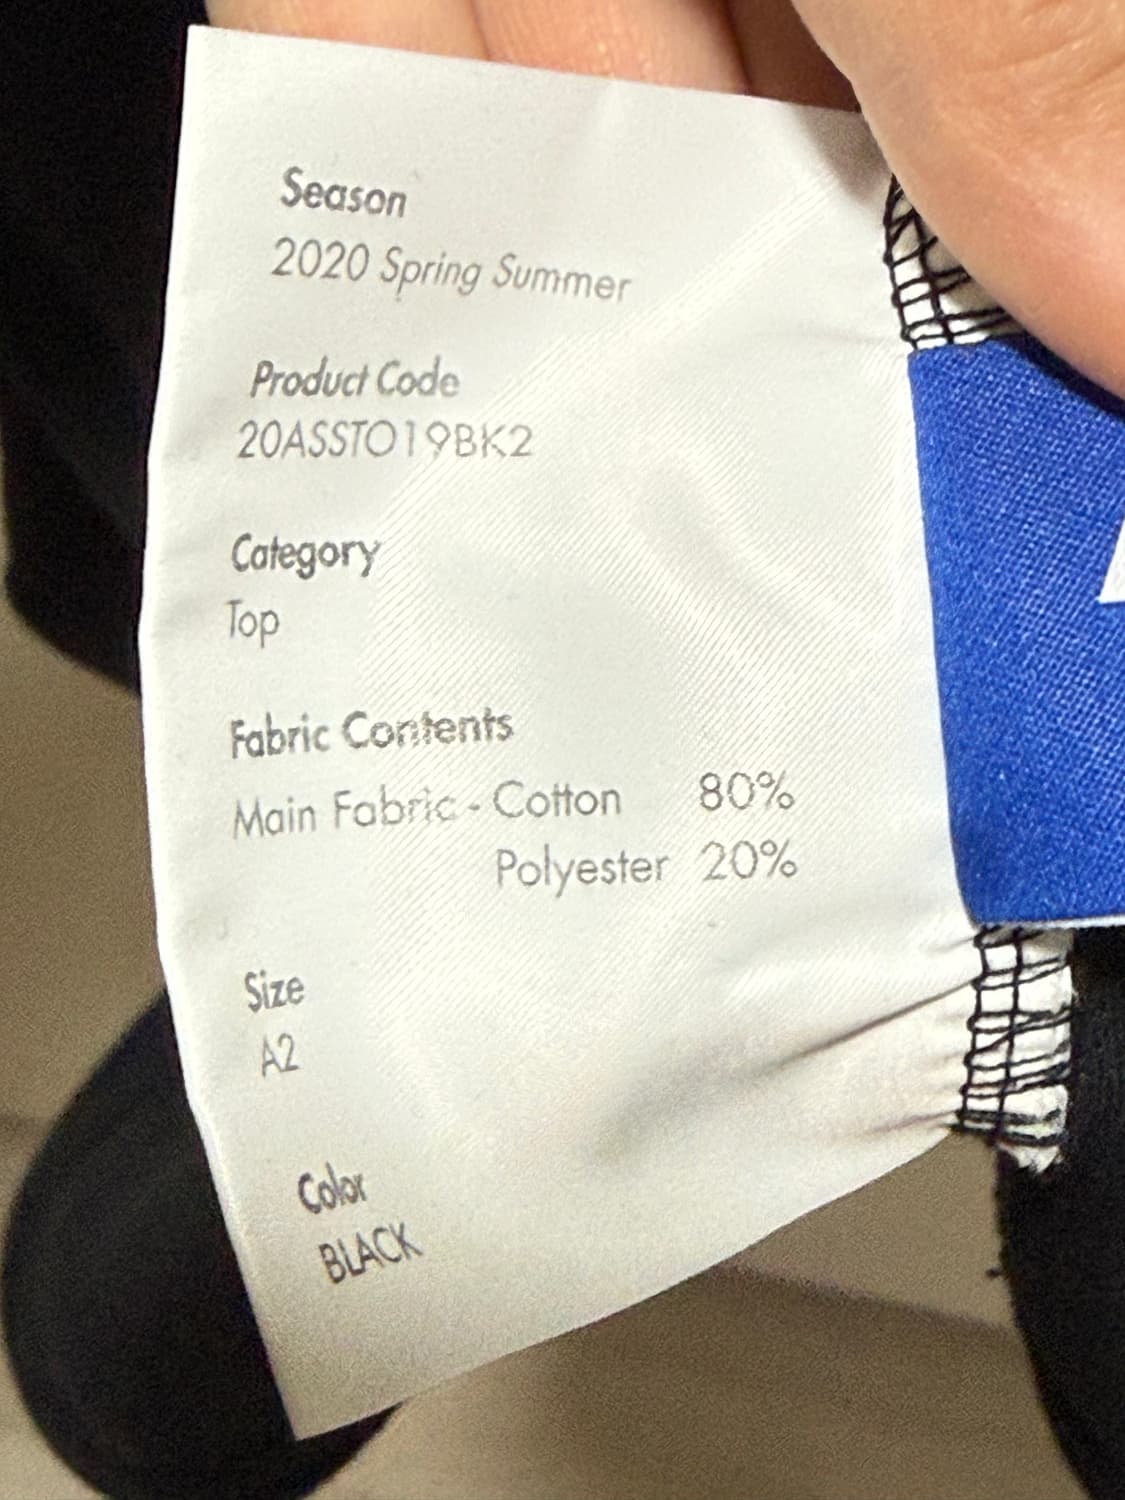 Season
2020 Spring Summer
Product Code
20ASSTO19BK2
Category
Top
Fabric Contents
Main Fabric - Cotton 80%
Polyester 20%
Size
A2
Color
BLACK